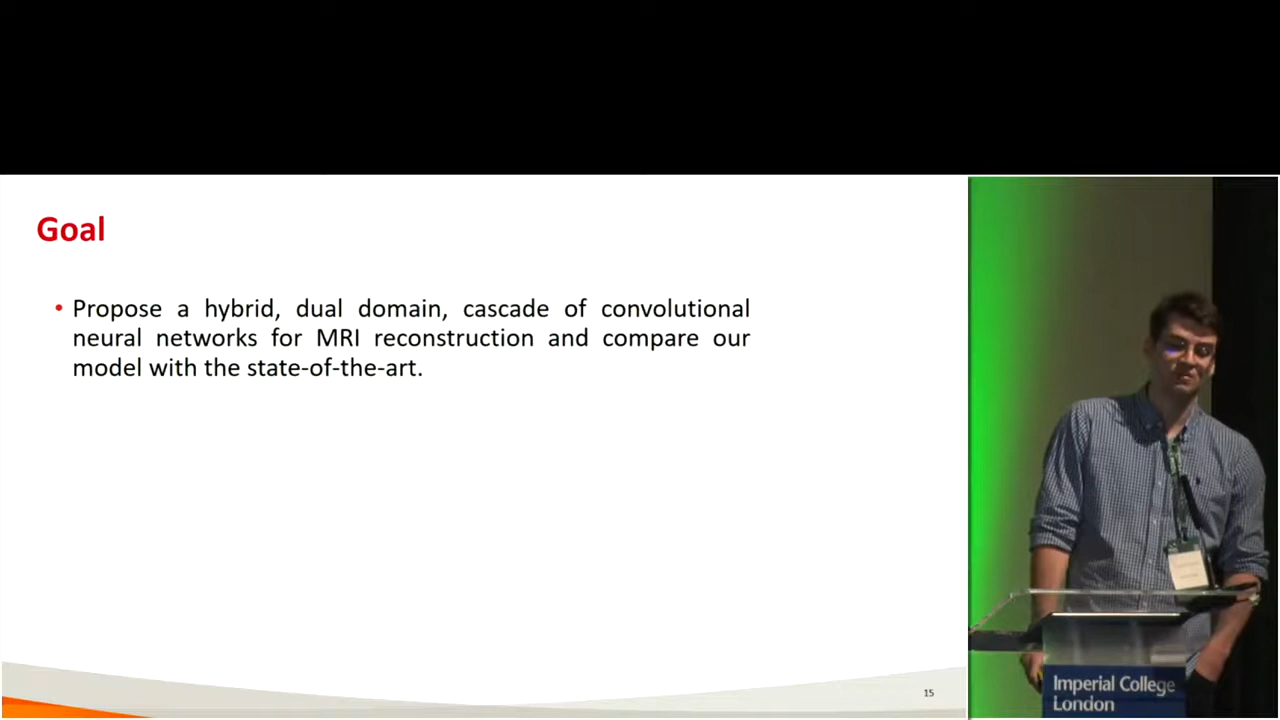 Goal
• Propose a hybrid, dual domain, cascade of convolutional
neural networks for MRI reconstruction and compare our
model with the state-of-the-art.
15
Imperial College
London